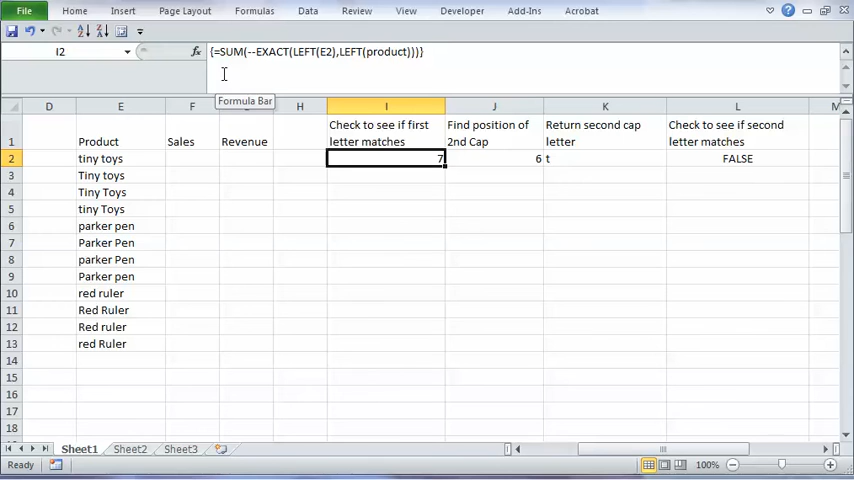 File Home Insert Page Layout Formulas Data Review View Developer Add-Ins Acrobat
I2 fx {=SUM(--EXACT(LEFT(E2),LEFT(product)))}
Formula Bar
D E F H I J K L M
1 Product Sales Revenue Check to see if first letter matches Find position of 2nd Cap Return second cap letter Check to see if second letter matches
2 tiny toys 7 6 t FALSE
3 Tiny toys
4 Tiny Toys
5 tiny Toys
6 parker pen
7 Parker Pen
8 parker Pen
9 Parker pen
10 red ruler
11 Red Ruler
12 Red ruler
13 red Ruler
14
15
16
17
18
Sheet1 Sheet2 Sheet3
Ready 100%